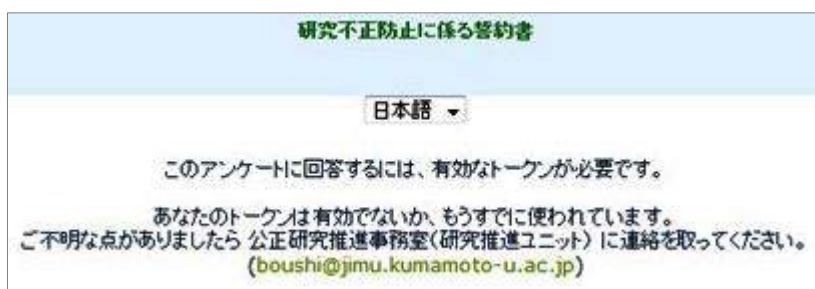 研究不正防止に係る誓約書
日本語
このアンケートに回答するには、有効なトークンが必要です。
あなたのトークンは有効でないか、もうすでに使われています。
ご不明な点がありましたら 公正研究推進事務室(研究推進ユニット) に連絡を取ってください。
(boushi@jimu.kumamoto-u.ac.jp)